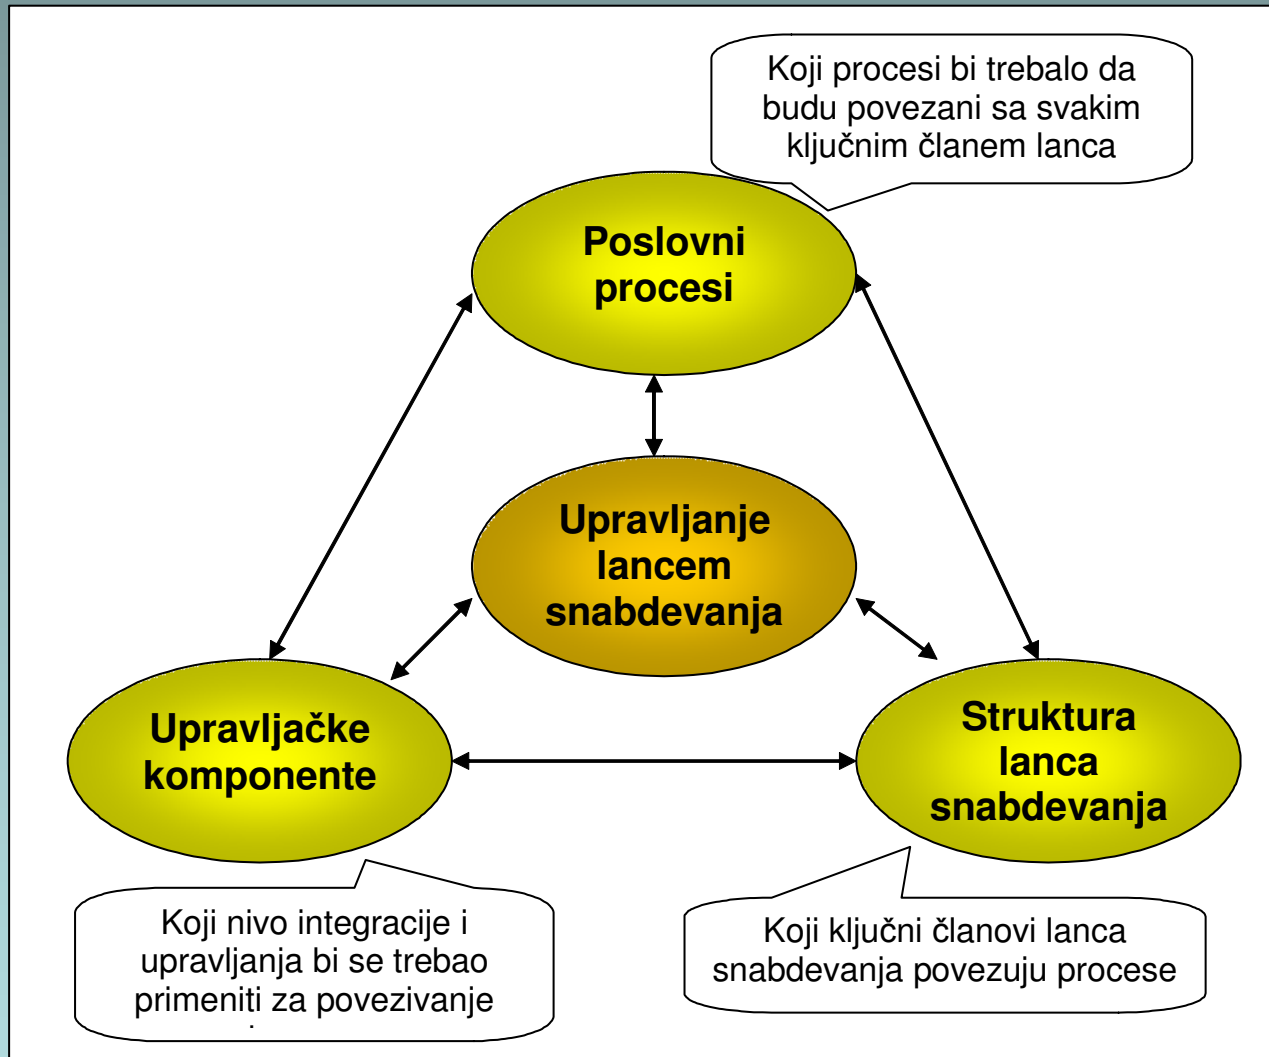 Koji procesi bi trebalo da
budu povezani sa svakim
ključnim članem lanca
Poslovni
procesi
Upravljanje
lancem
snabdevanja
Upravljačke
komponente
Struktura
lanca
snabdevanja
Koji nivo integracije i
upravljanja bi se trebao
primeniti za povezivanje
Koji ključni članovi lanca
snabdevanja povezuju procese